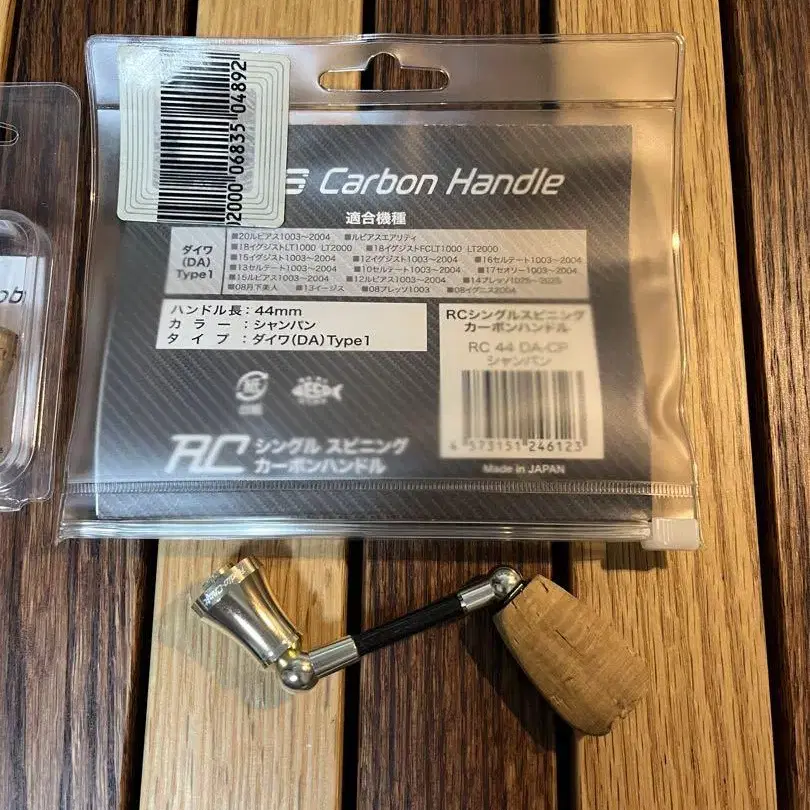 2000 06835 04892
Carbon Handle
適合機種
ダイワ
(DA)
Type1
■20ルビアス1003~2004 ■ルビアスエアリティ
■18イグジストLT1000 LT2000 ■18イグジストFCLT1000 LT2000
■15イグジスト1003~2004 ■12イグジスト1003~2004 ■16セルテート1003~2004
■13セルテート1003~2004 ■10セルテート1003~2004 ■17セオリー1003~2004
■15ルビアス1003~2004 ■12ルビアス1003~2004 ■14プレッソ1025~2025
■08月下美人 ■13イージス ■08プレッソ1003 ■08イグニス2004
ハンドル長:44mm
カラー:シャンパン
タイプ:ダイワ(DA)Type1
RCシングルスピニング
カーボンハンドル
RC 44 DA-CP
シャンパン
4 573151 246123
Made in JAPAN
RC シングル スピニング
カーボンハンドル